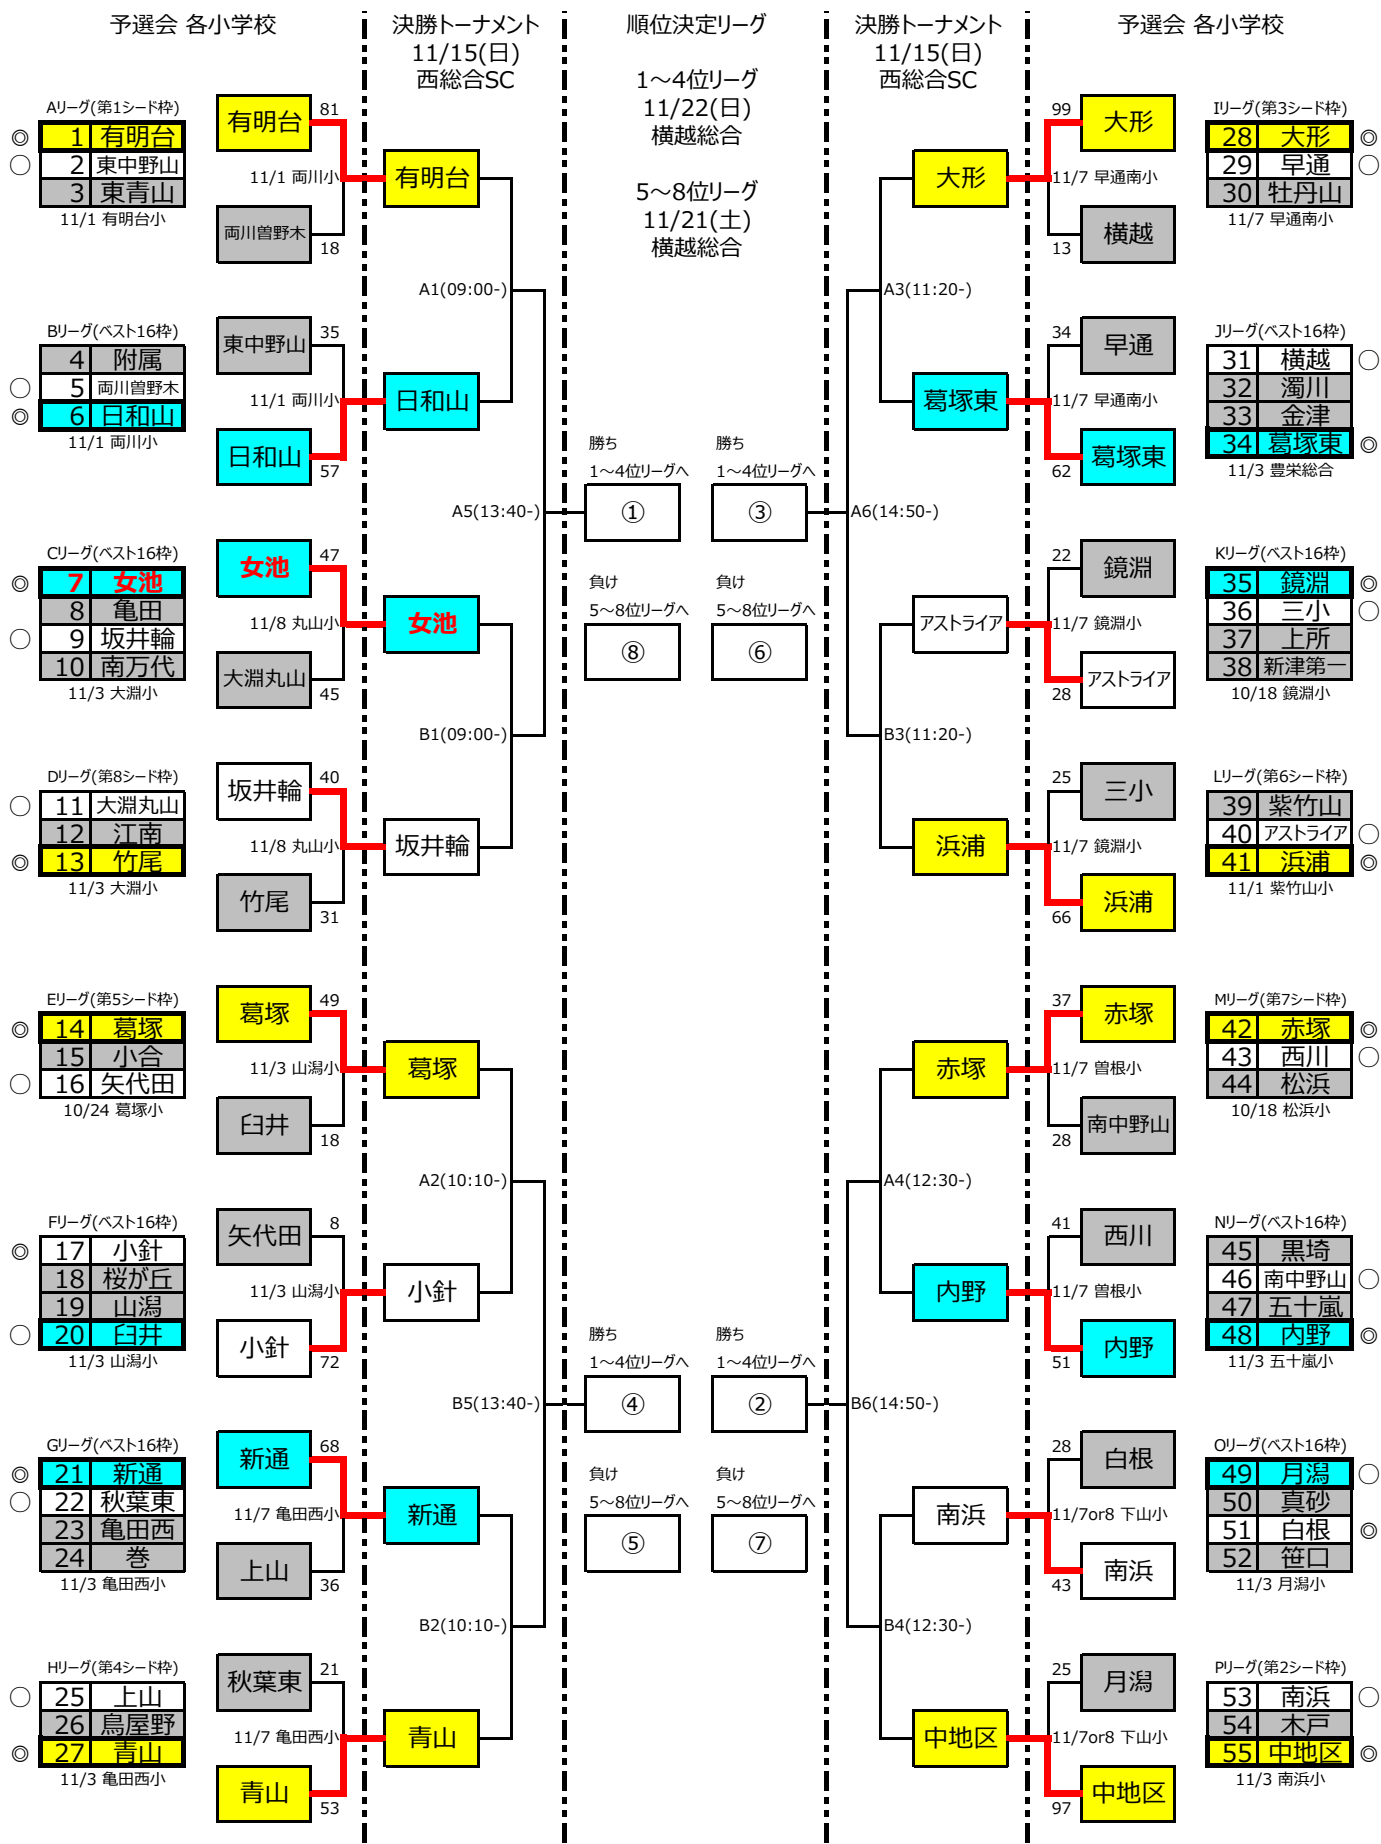 予選会 各小学校
決勝トーナメント
11/15(日)
西総合SC
順位決定リーグ
1～4位リーグ
11/22(日)
横越総合
5～8位リーグ
11/21(土)
横越総合
決勝トーナメント
11/15(日)
西総合SC
予選会 各小学校
Aリーグ(第1シード枠)
◎ 1 有明台
○ 2 東中野山
3 東青山
11/1 有明台小
Bリーグ(ベスト16枠)
4 附属
○ 5 両川曽野木
◎ 6 日和山
11/1 両川小
Cリーグ(ベスト16枠)
◎ 7 女池
8 亀田
○ 9 坂井輪
10 南万代
11/3 大淵小
Dリーグ(第8シード枠)
○ 11 大淵丸山
12 江南
◎ 13 竹尾
11/3 大淵小
Eリーグ(第5シード枠)
◎ 14 葛塚
15 小合
○ 16 矢代田
10/24 葛塚小
Fリーグ(ベスト16枠)
◎ 17 小針
18 桜が丘
19 山潟
○ 20 臼井
11/3 山潟小
Gリーグ(ベスト16枠)
◎ 21 新通
○ 22 秋葉東
23 亀田西
24 巻
11/3 亀田西小
Hリーグ(第4シード枠)
○ 25 上山
26 鳥屋野
◎ 27 青山
11/3 亀田西小
有明台 81
11/1 両川小
両川曽野木 18
東中野山 35
11/1 両川小
日和山 57
女池 47
11/8 丸山小
大淵丸山 45
坂井輪 40
11/8 丸山小
竹尾 31
葛塚 49
11/3 山潟小
臼井 18
矢代田 8
11/3 山潟小
小針 72
新通 68
11/7 亀田西小
上山 36
秋葉東 21
11/7 亀田西小
青山 53
有明台
A1(09:00-)
日和山
A5(13:40-)
女池
B1(09:00-)
坂井輪
葛塚
A2(10:10-)
小針
B5(13:40-)
新通
B2(10:10-)
青山
勝ち
1～4位リーグへ
①
負け
5～8位リーグへ
⑧
勝ち
1～4位リーグへ
③
負け
5～8位リーグへ
⑥
勝ち
1～4位リーグへ
④
負け
5～8位リーグへ
⑤
勝ち
1～4位リーグへ
②
負け
5～8位リーグへ
⑦
大形
A3(11:20-)
葛塚東
A6(14:50-)
アストライア
B3(11:20-)
浜浦
赤塚
A4(12:30-)
内野
B6(14:50-)
南浜
B4(12:30-)
中地区
99 大形
11/7 早通南小
13 横越
34 早通
11/7 早通南小
62 葛塚東
22 鏡淵
11/7 鏡淵小
28 アストライア
25 三小
11/7 鏡淵小
66 浜浦
37 赤塚
11/7 曽根小
28 南中野山
41 西川
11/7 曽根小
51 内野
28 白根
11/7or8 下山小
43 南浜
25 月潟
11/7or8 下山小
97 中地区
Iリーグ(第3シード枠)
28 大形 ◎
29 早通 ○
30 牡丹山
11/7 早通南小
Jリーグ(ベスト16枠)
31 横越 ○
32 濁川
33 金津
34 葛塚東 ◎
11/3 豊栄総合
Kリーグ(ベスト16枠)
35 鏡淵 ◎
36 三小 ○
37 上所
38 新津第一
10/18 鏡淵小
Lリーグ(第6シード枠)
39 紫竹山
40 アストライア ○
41 浜浦 ◎
11/1 紫竹山小
Mリーグ(第7シード枠)
42 赤塚 ◎
43 西川 ○
44 松浜
10/18 松浜小
Nリーグ(ベスト16枠)
45 黒埼
46 南中野山 ○
47 五十嵐
48 内野 ◎
11/3 五十嵐小
Oリーグ(ベスト16枠)
49 月潟 ○
50 真砂
51 白根 ◎
52 笹口
11/3 月潟小
Pリーグ(第2シード枠)
53 南浜 ○
54 木戸
55 中地区 ◎
11/3 南浜小